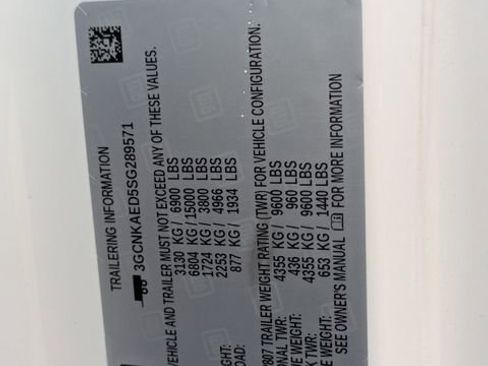 TRAILERING INFORMATION
3GCNKAED5SG289571
VEHICLE AND TRAILER MUST NOT EXCEED ANY OF THESE VALUES.
3130 KG/ 6900 LBS
6804 KG/15000 LBS
1724 KG/ 3800 LBS
GHT: 2253 KG/ 4966 LBS
OAD: 877 KG/ 1934 LBS
2807 TRAILER WEIGHT RATING (TWR) FOR VEHICLE CONFIGURATION.
ONAL TWR: 4355 KG/ 9600 LBS
UE WEIGHT: 436 KG/ 960 LBS
K TWR: 4355 KG/ 9600 LBS
E WEIGHT: 653 KG/ 1440 LBS
SEE OWNER'S MANUAL FOR MORE INFORMATION